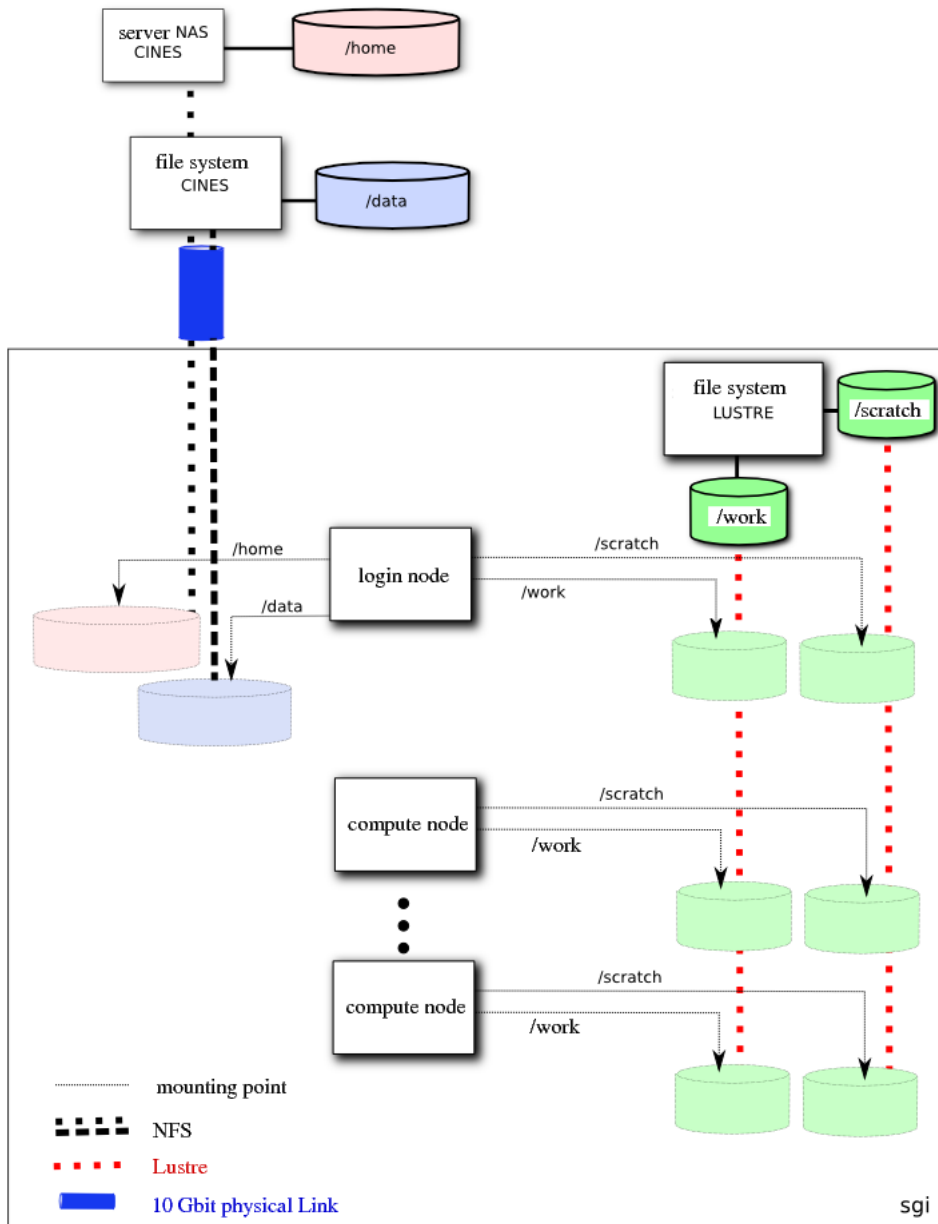 server NAS
CINES
/home
file system
CINES
/data
file system
LUSTRE
/scratch
/work
/home
/scratch
login node
/work
/data
/scratch
compute node
/work
/scratch
compute node
/work
mounting point
NFS
Lustre
10 Gbit physical Link
sgi